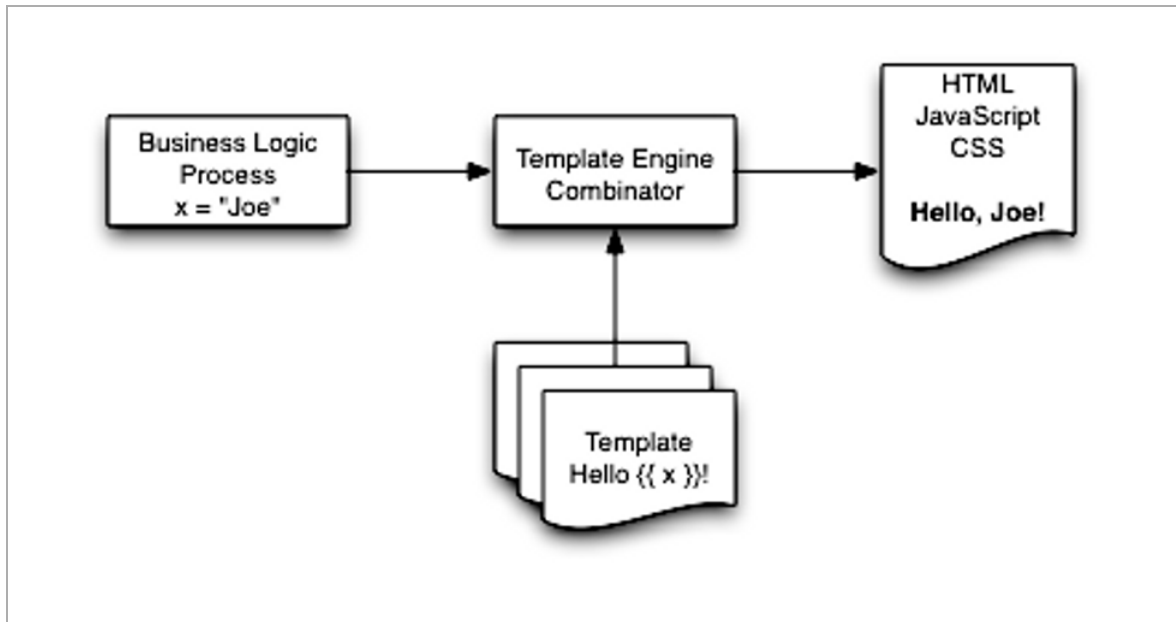 Business Logic
Process
x = "Joe"
Template Engine
Combinator
HTML
JavaScript
CSS
Hello, Joe!
Template
Hello {{ x }}!